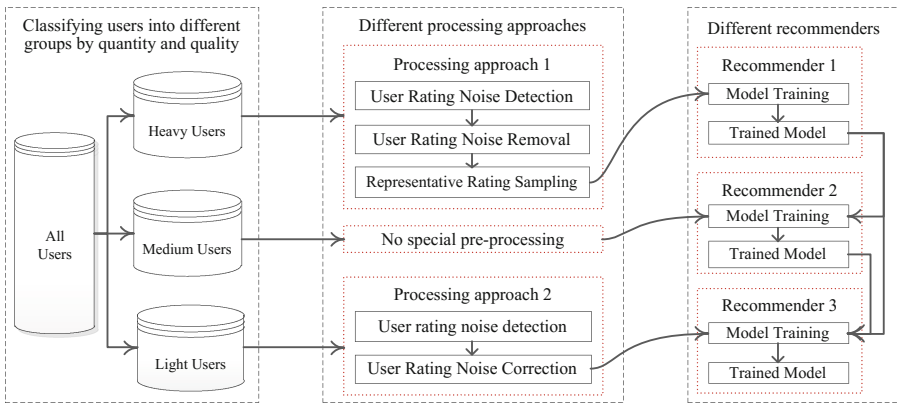 Classifying users into different
groups by quantity and quality
All
Users
Heavy Users
Medium Users
Light Users
Different processing approaches
Processing approach 1
User Rating Noise Detection
User Rating Noise Removal
Representative Rating Sampling
No special pre-processing
Processing approach 2
User rating noise detection
User Rating Noise Correction
Different recommenders
Recommender 1
Model Training
Trained Model
Recommender 2
Model Training
Trained Model
Recommender 3
Model Training
Trained Model